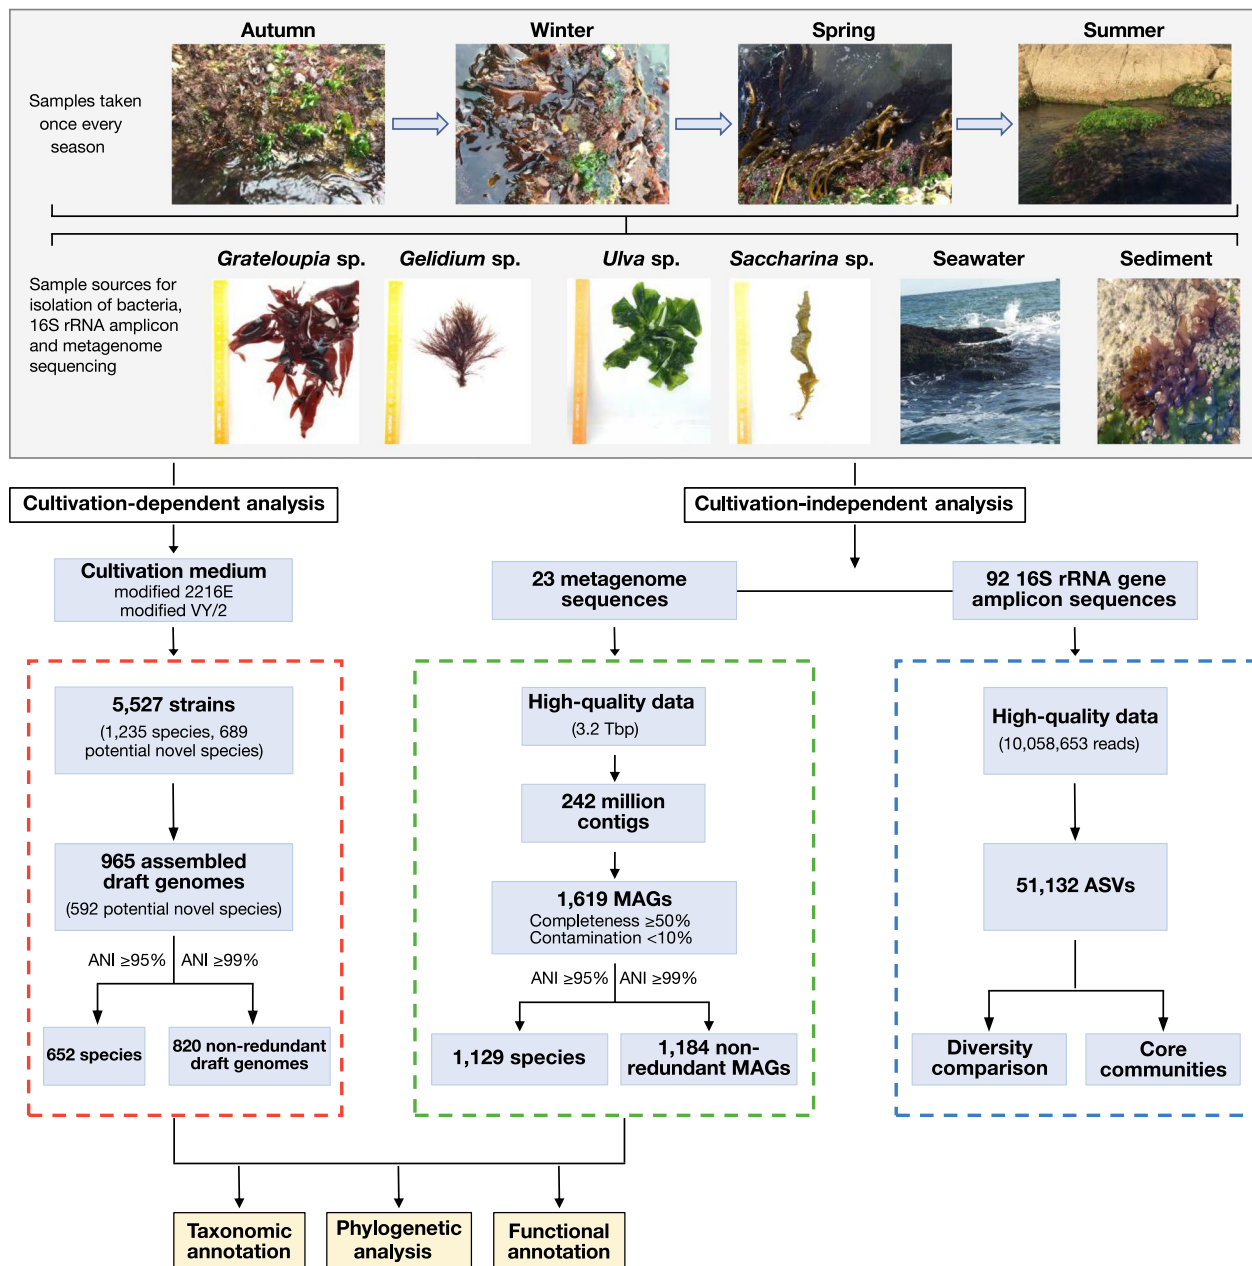 Autumn
Winter
Spring
Summer
Samples taken
once every
season
Grateloupia sp.
Gelidium sp.
Ulva sp.
Saccharina sp.
Seawater
Sediment
Sample sources for
isolation of bacteria,
16S rRNA amplicon
and metagenome
sequencing
Cultivation-dependent analysis
Cultivation-independent analysis
Cultivation medium
modified 2216E
modified VY/2
23 metagenome
sequences
92 16S rRNA gene
amplicon sequences
5,527 strains
(1,235 species, 689
potential novel species)
965 assembled
draft genomes
(592 potential novel species)
ANI ≥95%
ANI ≥99%
652 species
820 non-redundant
draft genomes
High-quality data
(3.2 Tbp)
242 million
contigs
1,619 MAGs
Completeness ≥50%
Contamination <10%
ANI ≥95%
ANI ≥99%
1,129 species
1,184 non-
redundant MAGs
High-quality data
(10,058,653 reads)
51,132 ASVs
Diversity
comparison
Core
communities
Taxonomic
annotation
Phylogenetic
analysis
Functional
annotation